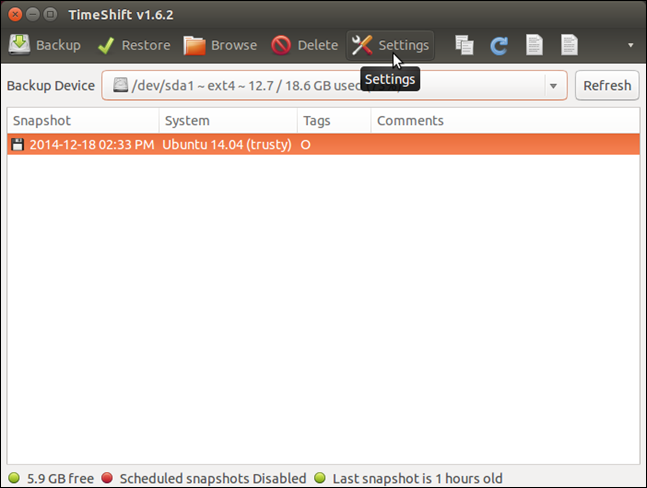 TimeShift v1.6.2
Backup Restore Browse Delete Settings
Settings
Backup Device /dev/sda1 ~ ext4 ~ 12.7 / 18.6 GB used Refresh
Snapshot System Tags Comments
2014-12-18 02:33 PM Ubuntu 14.04 (trusty) O
5.9 GB free Scheduled snapshots Disabled Last snapshot is 1 hours old